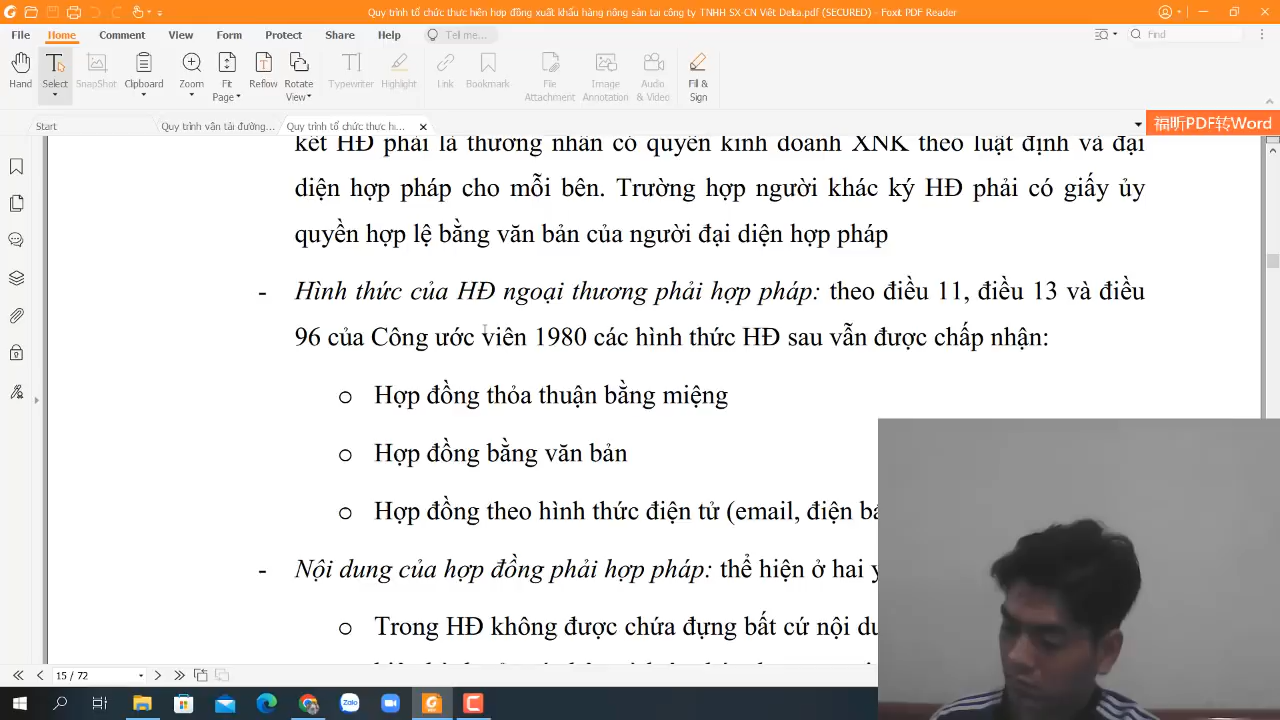 Quy trình tổ chức thực hiện hợp đồng xuất khẩu hàng nông sản tại công ty TNHH SX-CN Việt Delta.pdf (SECURED) - Foxit PDF Reader
File Home Comment View Form Protect Share Help Tell me... Find
Hand Select SnapShot Clipboard Zoom Fit Page Reflow Rotate View Typewriter Highlight Link Bookmark File Attachment Image Annotation Audio & Video Fill & Sign
Start Quy trình vận tải đường... Quy trình tổ chức thực hi... 福昕PDF转Word
kết HĐ phải là thương nhân có quyền kinh doanh XNK theo luật định và đại
diện hợp pháp cho mỗi bên. Trường hợp người khác ký HĐ phải có giấy ủy
quyền hợp lệ bằng văn bản của người đại diện hợp pháp
- Hình thức của HĐ ngoại thương phải hợp pháp: theo điều 11, điều 13 và điều
96 của Công ước viên 1980 các hình thức HĐ sau vẫn được chấp nhận:
o Hợp đồng thỏa thuận bằng miệng
o Hợp đồng bằng văn bản
o Hợp đồng theo hình thức điện tử (email, điện bá
- Nội dung của hợp đồng phải hợp pháp: thể hiện ở hai y
o Trong HĐ không được chứa đựng bất cứ nội du
15 / 72
Zalo